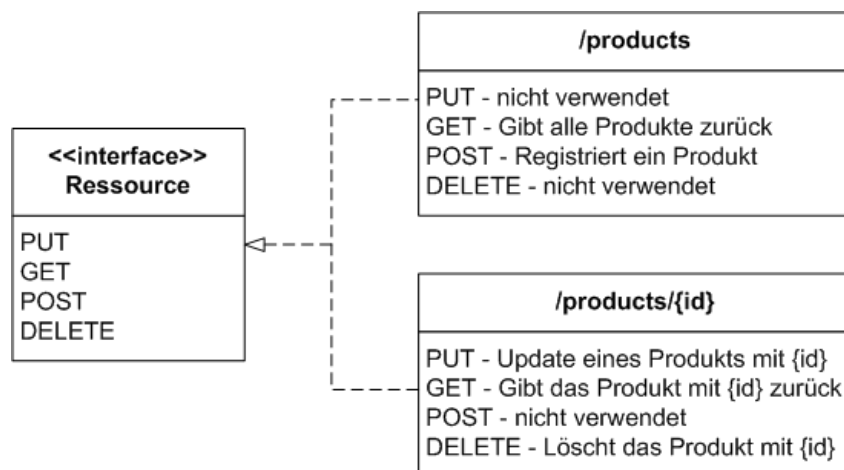 <<interface>>
Ressource
PUT
GET
POST
DELETE
/products
PUT - nicht verwendet
GET - Gibt alle Produkte zurück
POST - Registriert ein Produkt
DELETE - nicht verwendet
/products/{id}
PUT - Update eines Produkts mit {id}
GET - Gibt das Produkt mit {id} zurück
POST - nicht verwendet
DELETE - Löscht das Produkt mit {id}